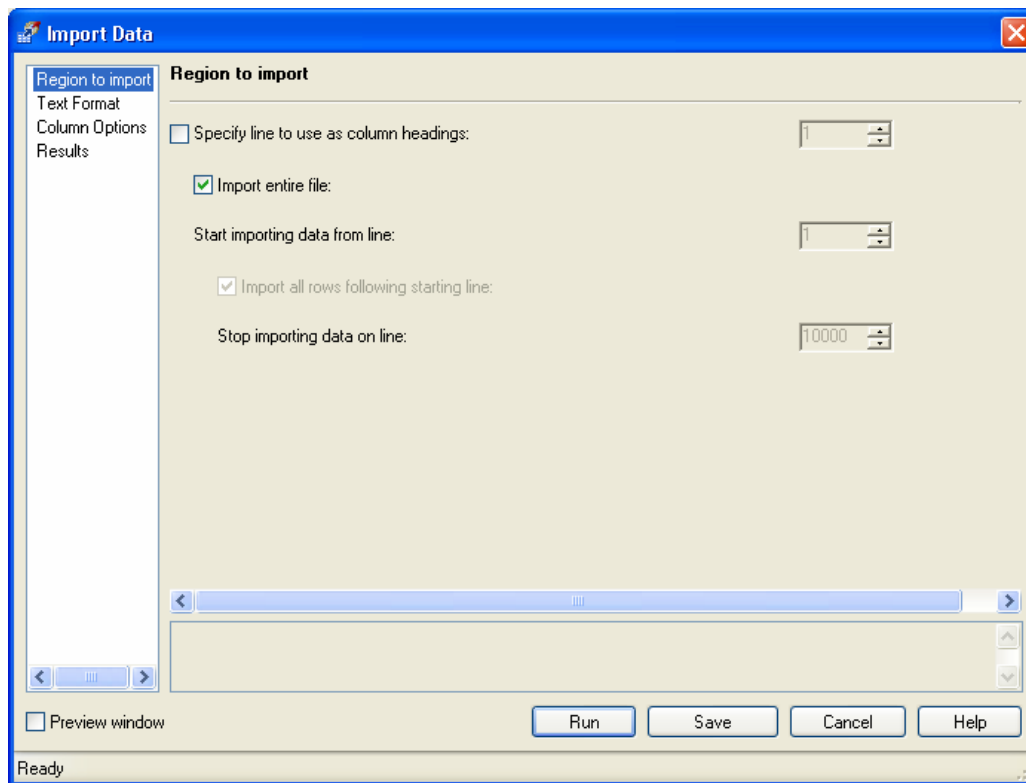 Import Data
Region to import
Text Format
Column Options
Results
Region to import
Specify line to use as column headings:
1
Import entire file:
Start importing data from line:
1
Import all rows following starting line:
Stop importing data on line:
10000
Preview window
Run
Save
Cancel
Help
Ready